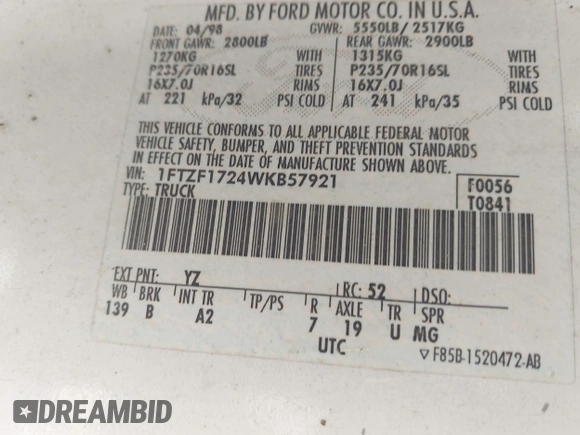 MFD. BY FORD MOTOR CO. IN U.S.A.
DATE: 04/98 GVWR: 5550LB/ 2517KG
FRONT GAWR: 2800LB REAR GAWR: 2900LB
1270KG WITH 1315KG WITH
P235/70R16SL TIRES P235/70R16SL TIRES
16X7.0J RIMS 16X7.0J RIMS
AT 221 kPa/32 PSI COLD AT 241 kPa/35 PSI COLD
THIS VEHICLE CONFORMS TO ALL APPLICABLE FEDERAL MOTOR
VEHICLE SAFETY, BUMPER, AND THEFT PREVENTION STANDARDS
IN EFFECT ON THE DATE OF MANUFACTURE SHOWN ABOVE.
VIN: 1FTZF1724WKB57921 F0056
TYPE: TRUCK T0841
EXT PNT: YZ RC: 52 DSO:
WB BRK INT TR TP/PS R AXLE TR SPR
139 B A2 7 19 U MG
UTC
▽ F85B-1520472-AB
DREAMBID